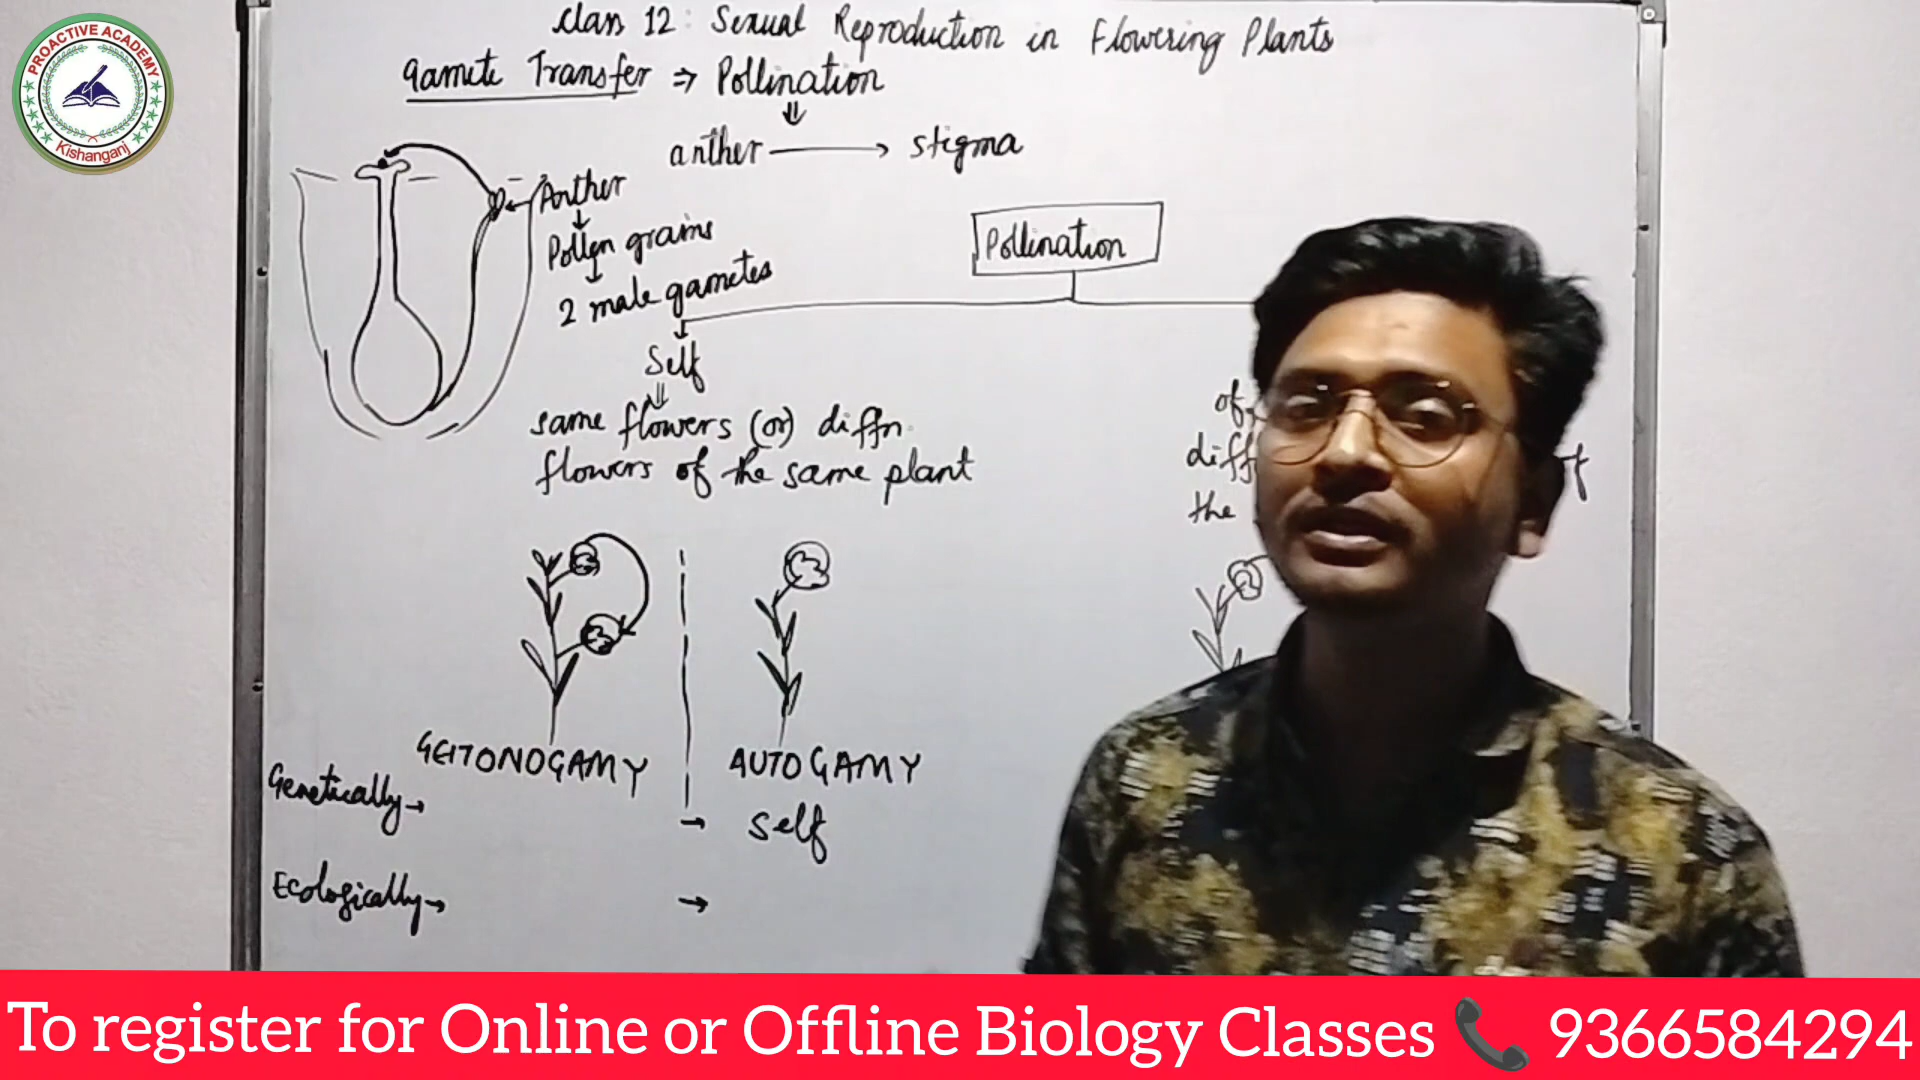 PROACTIVE ACADEMY
Kishanganj
Class 12 : Sexual Reproduction in Flowering Plants
Gamete Transfer ⇒ Pollination
⇓
anther → stigma
Anther
↓
Pollen grains
↓
2 male gametes
Pollination
Self
⇓
same flowers (or) diffn.
flowers of the same plant
of
diff
the
GEITONOGAMY
AUTOGAMY
Genetically→
→ Self
Ecologically→
→
To register for Online or Offline Biology Classes 📞 9366584294